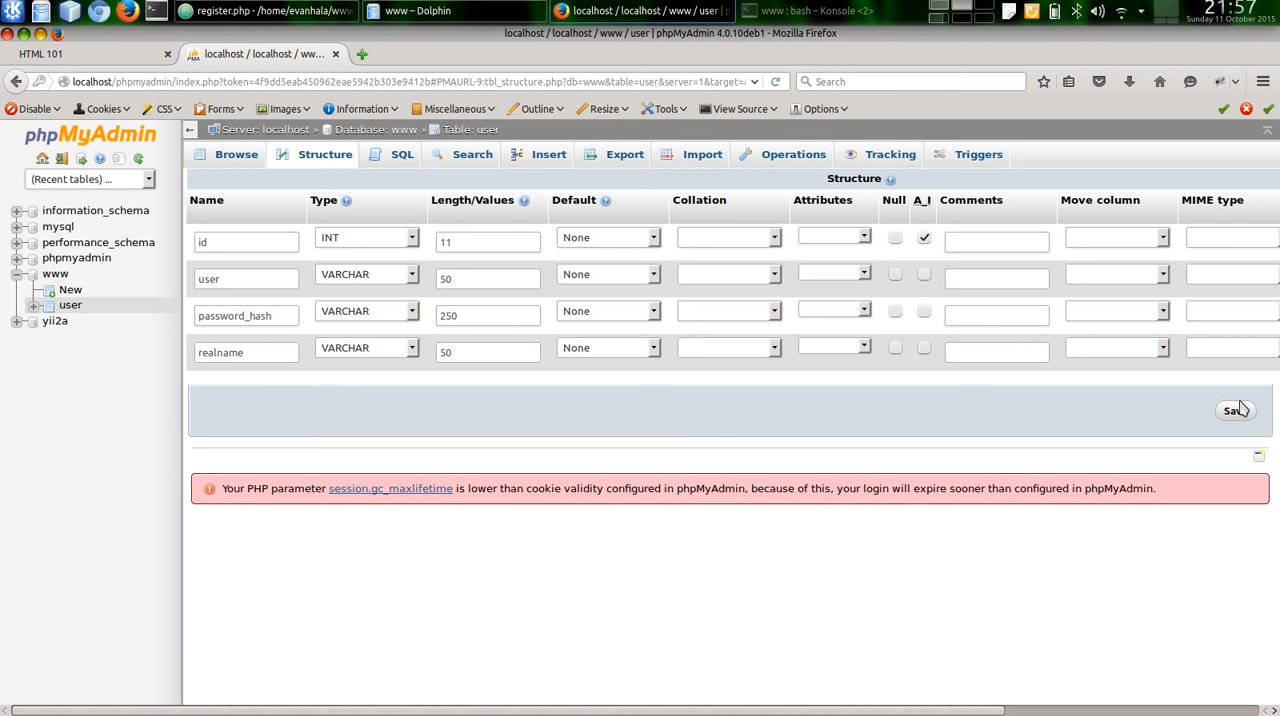 register.php - /home/evanhala/www
www – Dolphin
localhost / localhost / www / user |
www : bash – Konsole <2>
21:57
Sunday 11 October 2015
localhost / localhost / www / user | phpMyAdmin 4.0.10deb1 - Mozilla Firefox
HTML 101
localhost / localhost / ww...
localhost/phpmyadmin/index.php?token=4f9dd5eab450962eae5942b303e9412b#PMAURL-9:tbl_structure.php?db=www&table=user&server=1&target=
Search
Disable Cookies CSS Forms Images Information Miscellaneous Outline Resize Tools View Source Options
phpMyAdmin
(Recent tables) ...
information_schema
mysql
performance_schema
phpmyadmin
www
New
user
yii2a
Server: localhost » Database: www » Table: user
Browse Structure SQL Search Insert Export Import Operations Tracking Triggers
Structure
Name Type Length/Values Default Collation Attributes Null A_I Comments Move column MIME type
id INT 11 None
user VARCHAR 50 None
password_hash VARCHAR 250 None
realname VARCHAR 50 None
Your PHP parameter session.gc_maxlifetime is lower than cookie validity configured in phpMyAdmin, because of this, your login will expire sooner than configured in phpMyAdmin.